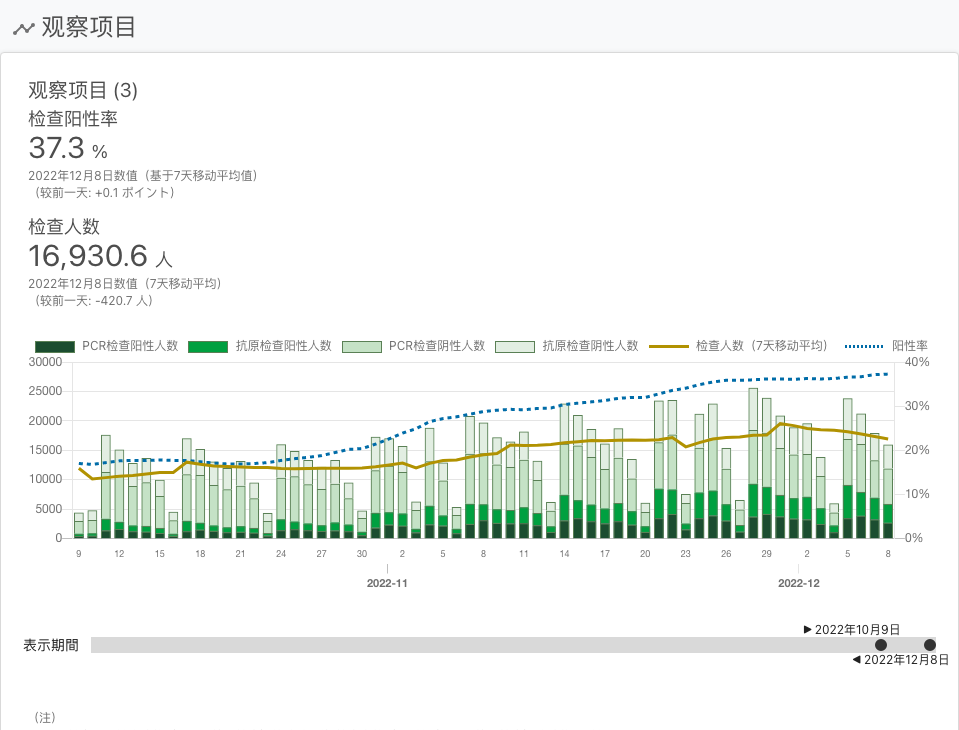 观察项目
观察项目 (3)
检查阳性率
37.3 %
2022年12月8日数值（基于7天移动平均值）
（较前一天: +0.1 ポイント）
检查人数
16,930.6 人
2022年12月8日数值（7天移动平均）
（较前一天: -420.7 人）
PCR检查阳性人数 抗原检查阳性人数 PCR检查阴性人数 抗原检查阴性人数 检查人数（7天移动平均） 阳性率
30000 40%
25000
30%
20000
15000 20%
10000
10%
5000
0 0%
9 12 15 18 21 24 27 30 2 5 8 11 14 17 20 23 26 29 2 5 8
2022-11 2022-12
▶ 2022年10月9日
表示期間
◀ 2022年12月8日
（注）